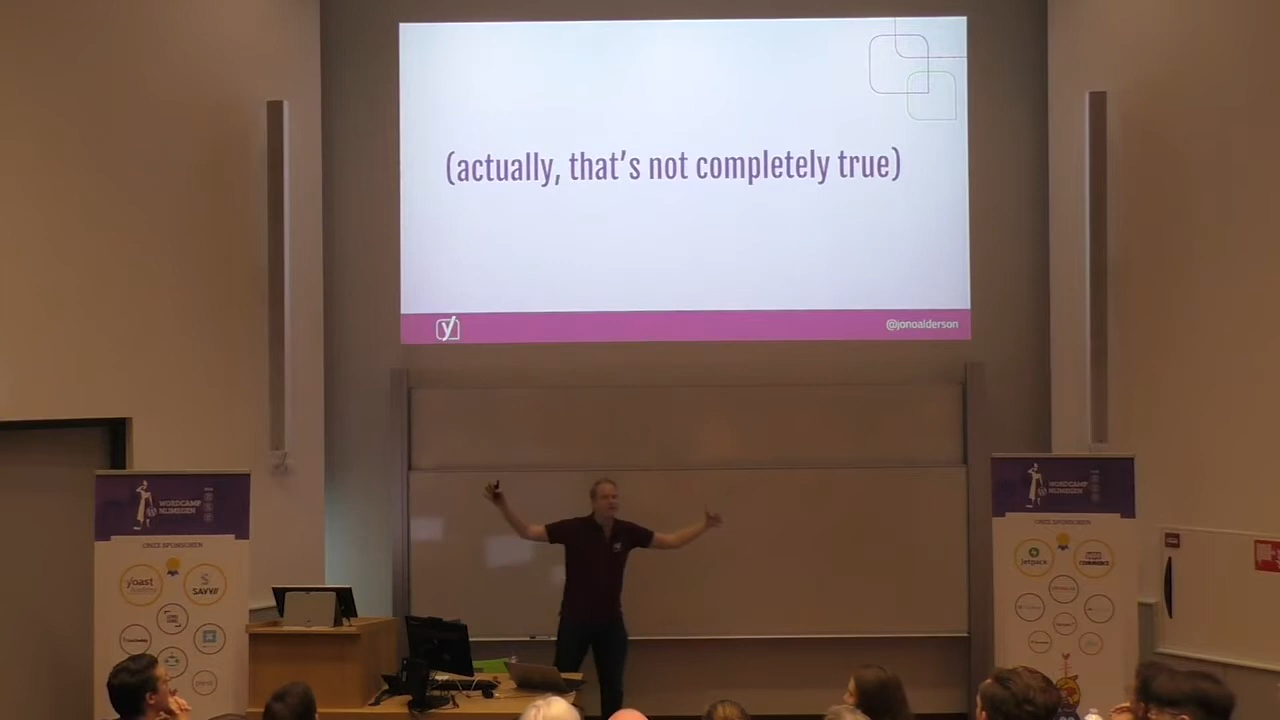 (actually, that's not completely true)
y
@jonoalderson
WORDCAMP
NIJMEGEN
ONZE SPONSOREN
yoast
SAVVII
WORDCAMP
NIJMEGEN
ONZE SPONSOREN
Jetpack
COMMERCE